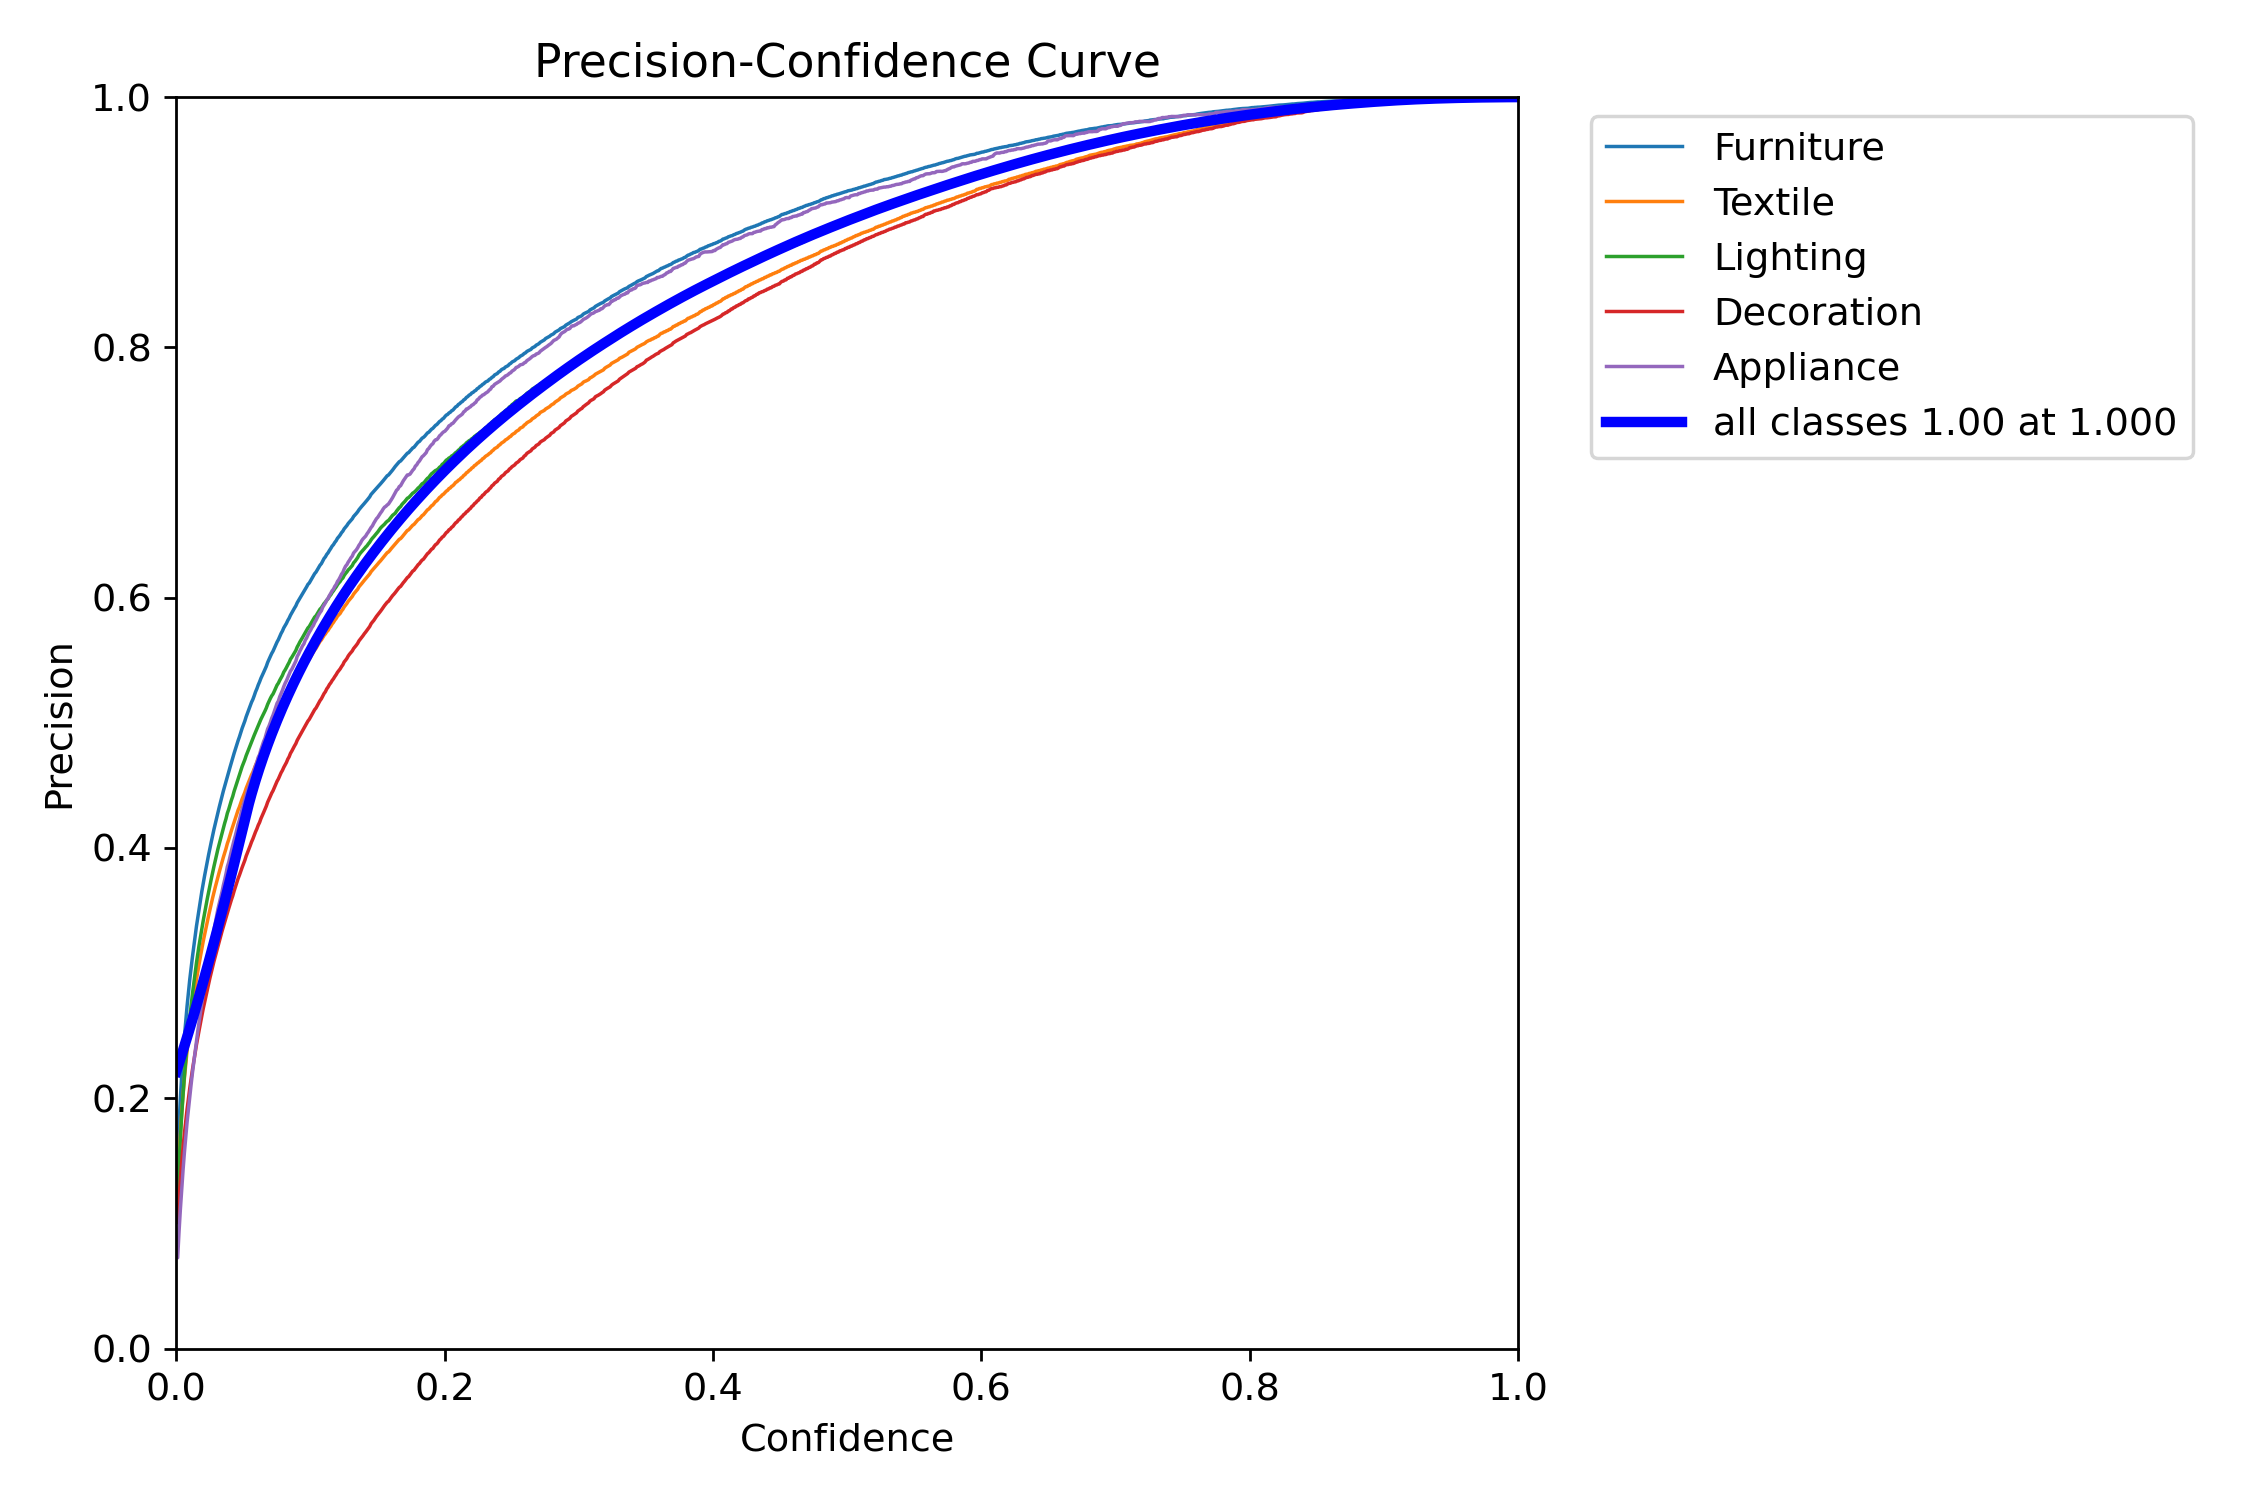 Precision-Confidence Curve
1.0
0.8
0.6
0.4
0.2
0.0
Precision
0.0 0.2 0.4 0.6 0.8 1.0
Confidence
Furniture
Textile
Lighting
Decoration
Appliance
all classes 1.00 at 1.000